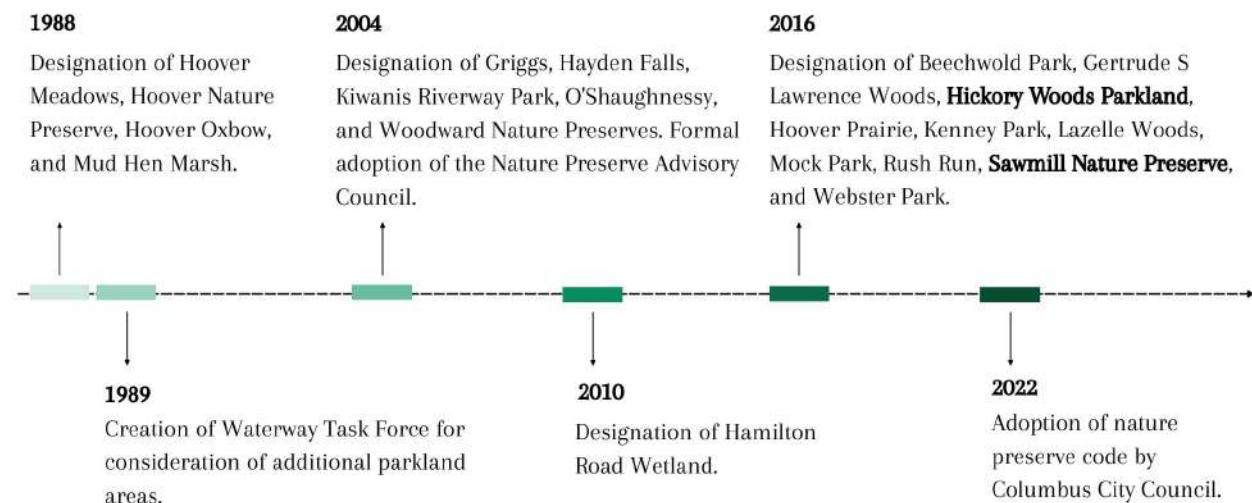 1988
Designation of Hoover
Meadows, Hoover Nature
Preserve, Hoover Oxbow,
and Mud Hen Marsh.
2004
Designation of Griggs, Hayden Falls,
Kiwanis Riverway Park, O'Shaughnessy,
and Woodward Nature Preserves. Formal
adoption of the Nature Preserve Advisory
Council.
2016
Designation of Beechwold Park, Gertrude S
Lawrence Woods, Hickory Woods Parkland,
Hoover Prairie, Kenney Park, Lazelle Woods,
Mock Park, Rush Run, Sawmill Nature Preserve,
and Webster Park.
1989
Creation of Waterway Task Force for
consideration of additional parkland
areas.
2010
Designation of Hamilton
Road Wetland.
2022
Adoption of nature
preserve code by
Columbus City Council.